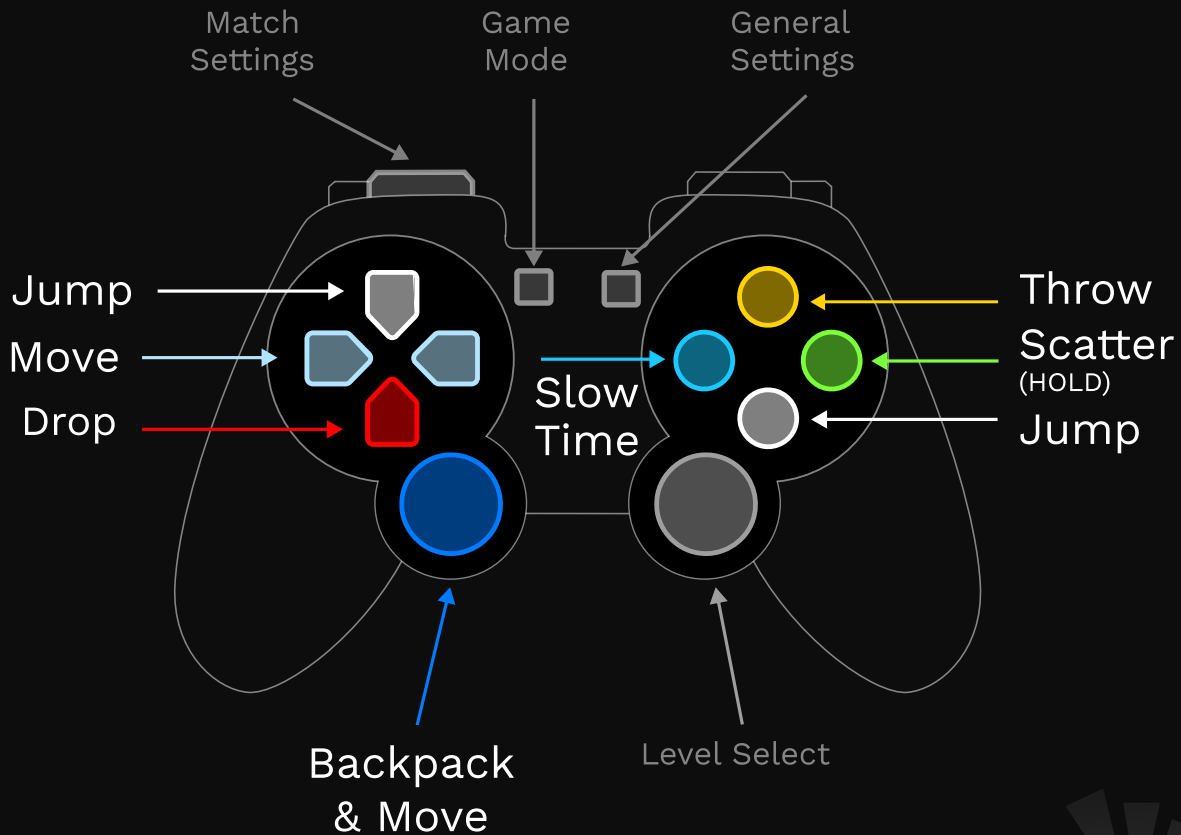 Match
Settings
Game
Mode
General
Settings
Jump
Move
Drop
Slow
Time
Throw
Scatter
(HOLD)
Jump
Backpack
& Move
Level Select